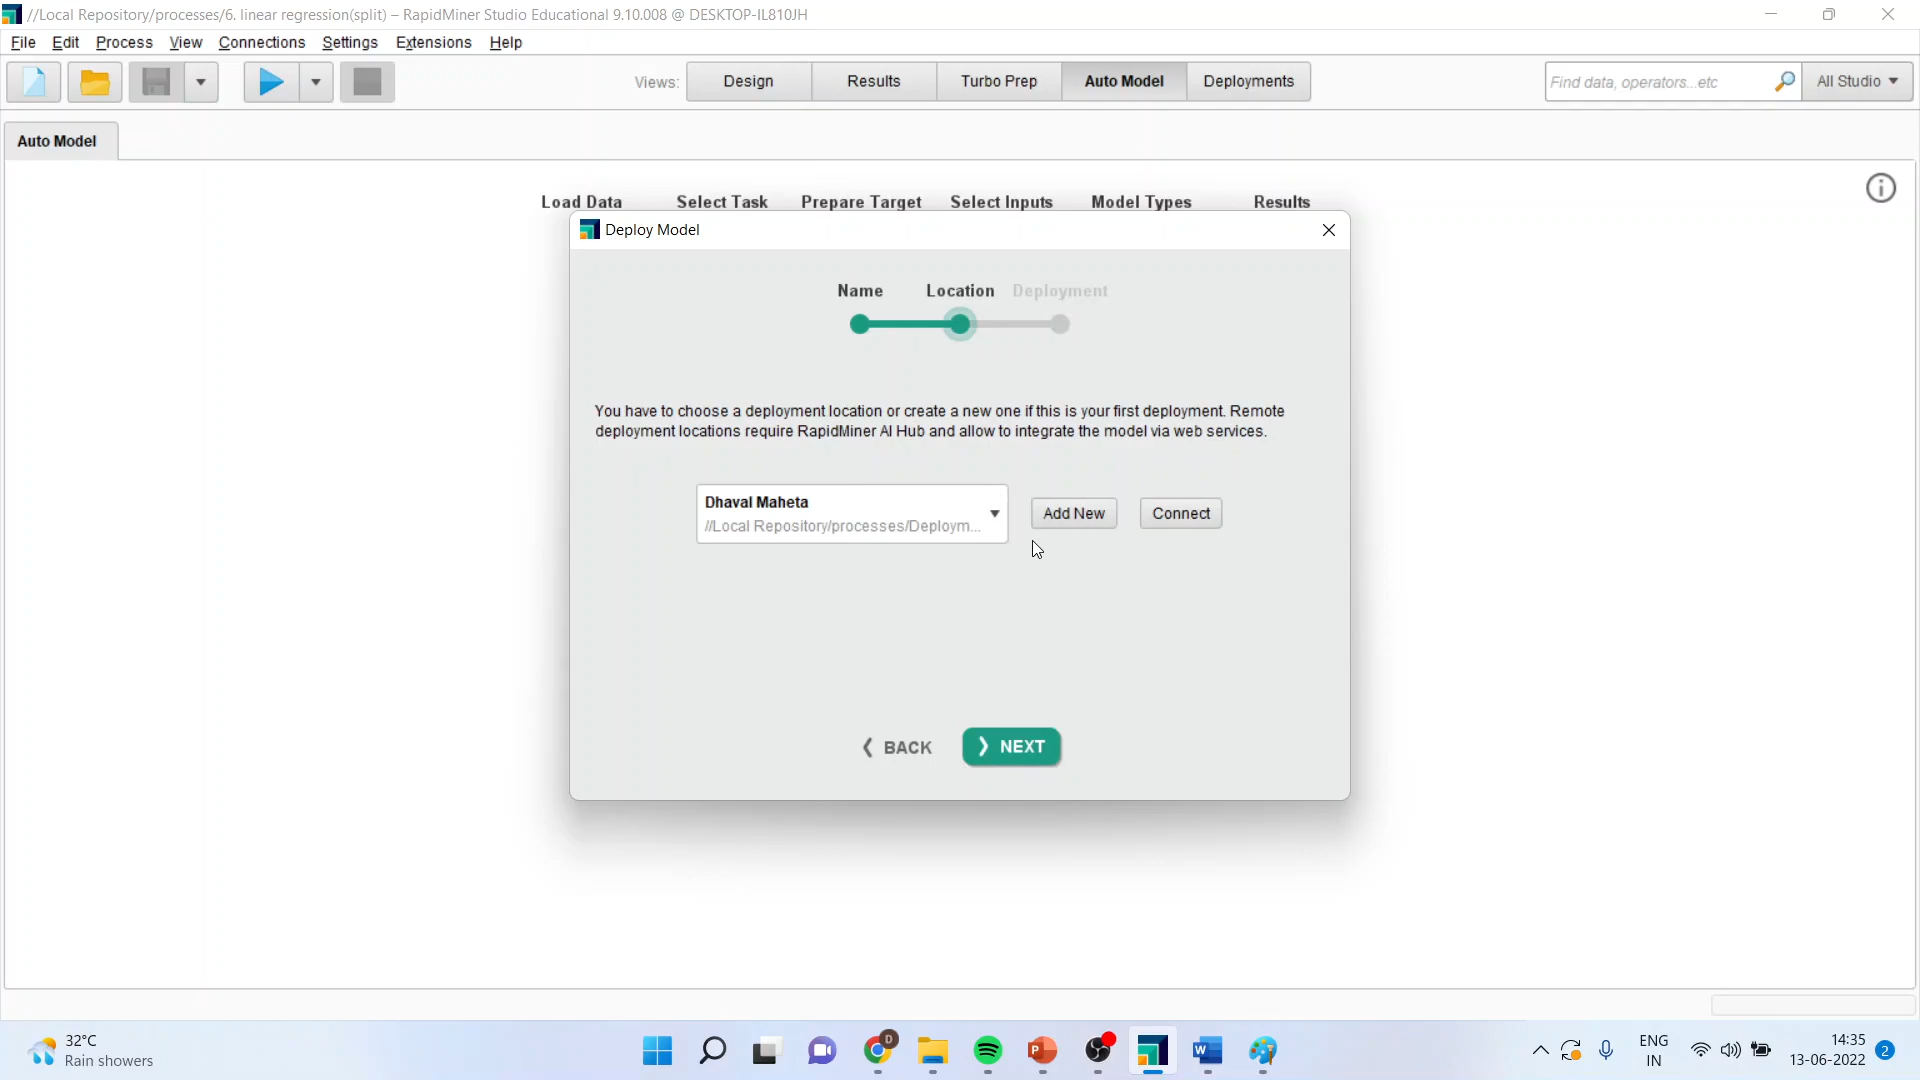 //Local Repository/processes/6. linear regression(split) – RapidMiner Studio Educational 9.10.008 @ DESKTOP-IL810JH
File Edit Process View Connections Settings Extensions Help
Views: Design Results Turbo Prep Auto Model Deployments
Find data, operators...etc
All Studio
Auto Model
Load Data Select Task Prepare Target Select Inputs Model Types Results
Deploy Model
Name Location Deployment
You have to choose a deployment location or create a new one if this is your first deployment. Remote
deployment locations require RapidMiner AI Hub and allow to integrate the model via web services.
Dhaval Maheta
//Local Repository/processes/Deploym...
Add New
Connect
BACK
NEXT
32°C
Rain showers
D
P
W
ENG
IN
14:35
13-06-2022
2